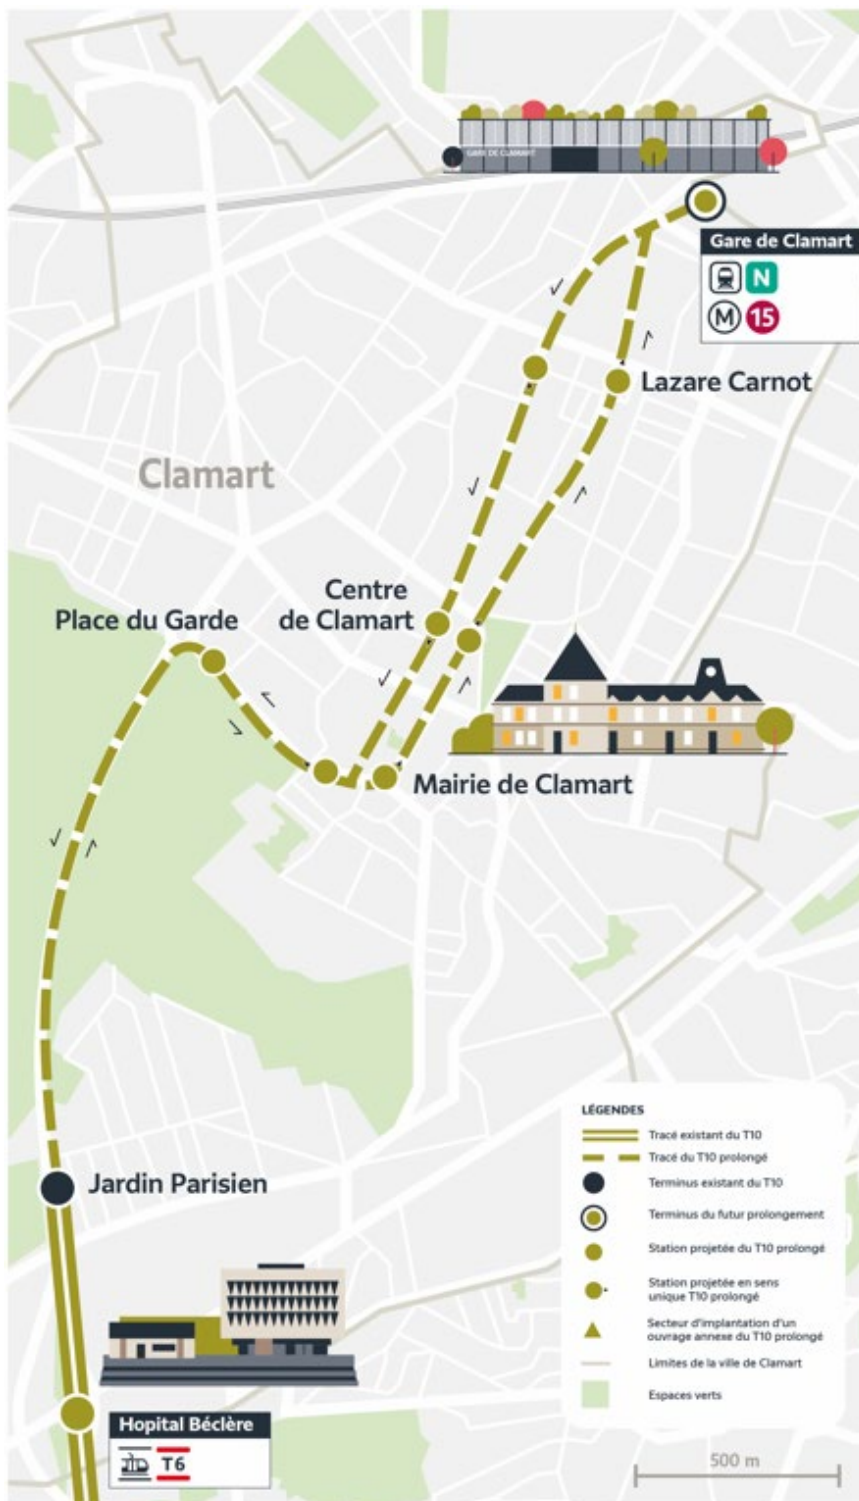 GARE DE CLAMART
Gare de Clamart
N
M 15
Lazare Carnot
Clamart
Centre
de Clamart
Place du Garde
Mairie de Clamart
Jardin Parisien
Hopital Béclère
T6
LÉGENDES
Tracé existant du T10
Tracé du T10 prolongé
Terminus existant du T10
Terminus du futur prolongement
Station projetée du T10 prolongé
Station projetée en sens
unique T10 prolongé
Secteur d'implantation d'un
ouvrage annexe du T10 prolongé
Limites de la ville de Clamart
Espaces verts
500 m